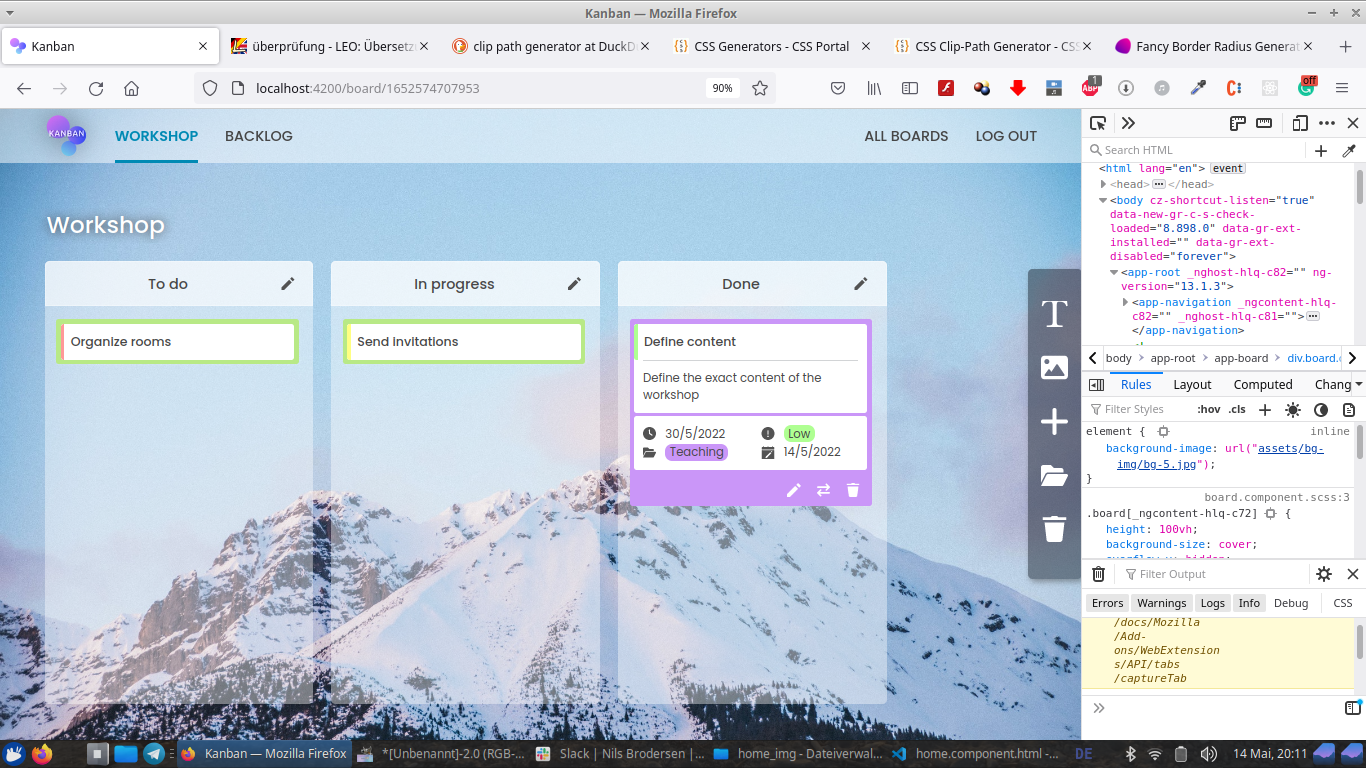 Kanban — Mozilla Firefox
Kanban
überprüfung - LEO: Übersetzu
clip path generator at DuckD
CSS Generators - CSS Portal
CSS Clip-Path Generator - CSS
Fancy Border Radius Generat
localhost:4200/board/1652574707953
90%
ABP
1
off
KANBAN
WORKSHOP
BACKLOG
ALL BOARDS
LOG OUT
Workshop
To do
In progress
Done
Organize rooms
Send invitations
Define content
Define the exact content of the
workshop
30/5/2022
Low
Teaching
14/5/2022
T
Search HTML
<html lang="en"> event
<head> </head>
<body cz-shortcut-listen="true"
data-new-gr-c-s-check-
loaded="8.898.0" data-gr-ext-
installed="" data-gr-ext-
disabled="forever">
<app-root _nghost-hlq-c82="" ng-
version="13.1.3">
<app-navigation _ngcontent-hlq-
c82="" _nghost-hlq-c81="">
</app-navigation>
body
app-root
app-board
div.board.
Rules
Layout
Computed
Chang
Filter Styles
:hov
.cls
element {
inline
background-image: url("assets/bg-
img/bg-5.jpg");
}
board.component.scss:3
.board[_ngcontent-hlq-c72] {
height: 100vh;
background-size: cover;
Filter Output
Errors
Warnings
Logs
Info
Debug
CSS
/docs/Mozilla
/Add-
ons/WebExtension
s/API/tabs
/captureTab
Kanban — Mozilla Firefox
*[Unbenannt]-2.0 (RGB-...
Slack | Nils Brodersen |...
home_img - Dateiverwal...
home.component.html -...
DE
14 Mai, 20:11